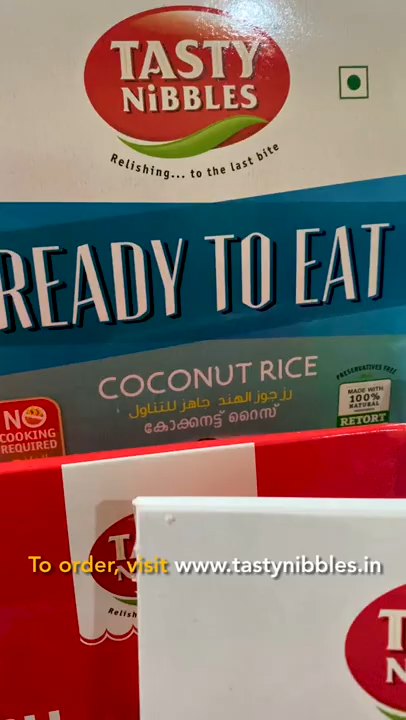 TASTY
NiBBLES
Relishing... to the last bite
READY TO EAT
COCONUT RICE
رز جوز الهند جاهز للتناول
കോക്കനട്ട് റൈസ്
NO
COOKING
REQUIRED
PRESERVATIVES FREE
MADE WITH
100%
NATURAL
RETORT
To order, visit www.tastynibbles.in
Relish